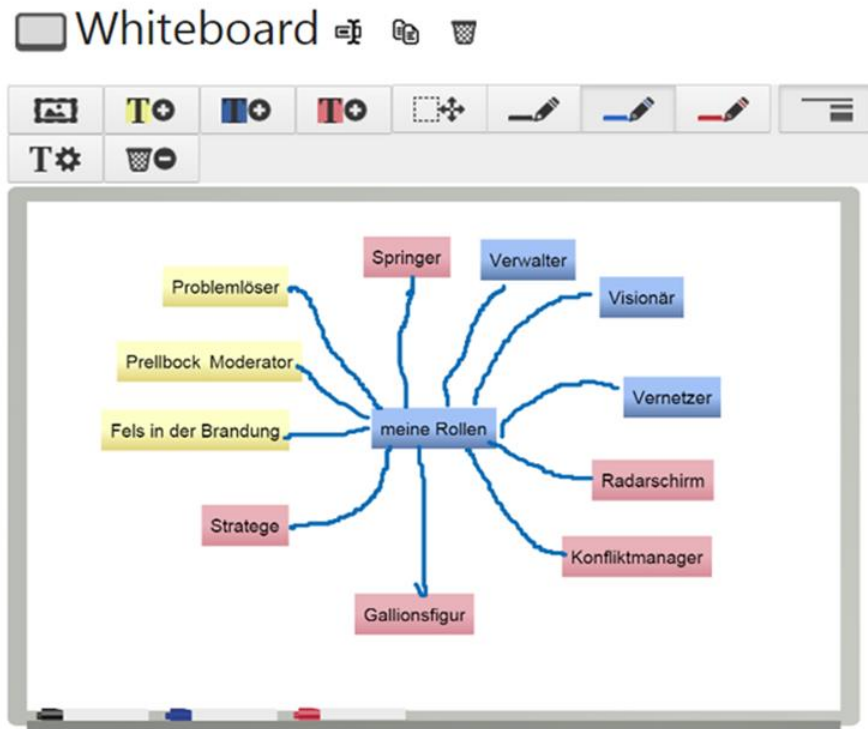 Whiteboard
Springer
Verwalter
Problemlöser
Visionär
Prellbock Moderator
Vernetzer
Fels in der Brandung
meine Rollen
Radarschirm
Stratege
Konfliktmanager
Gallionsfigur